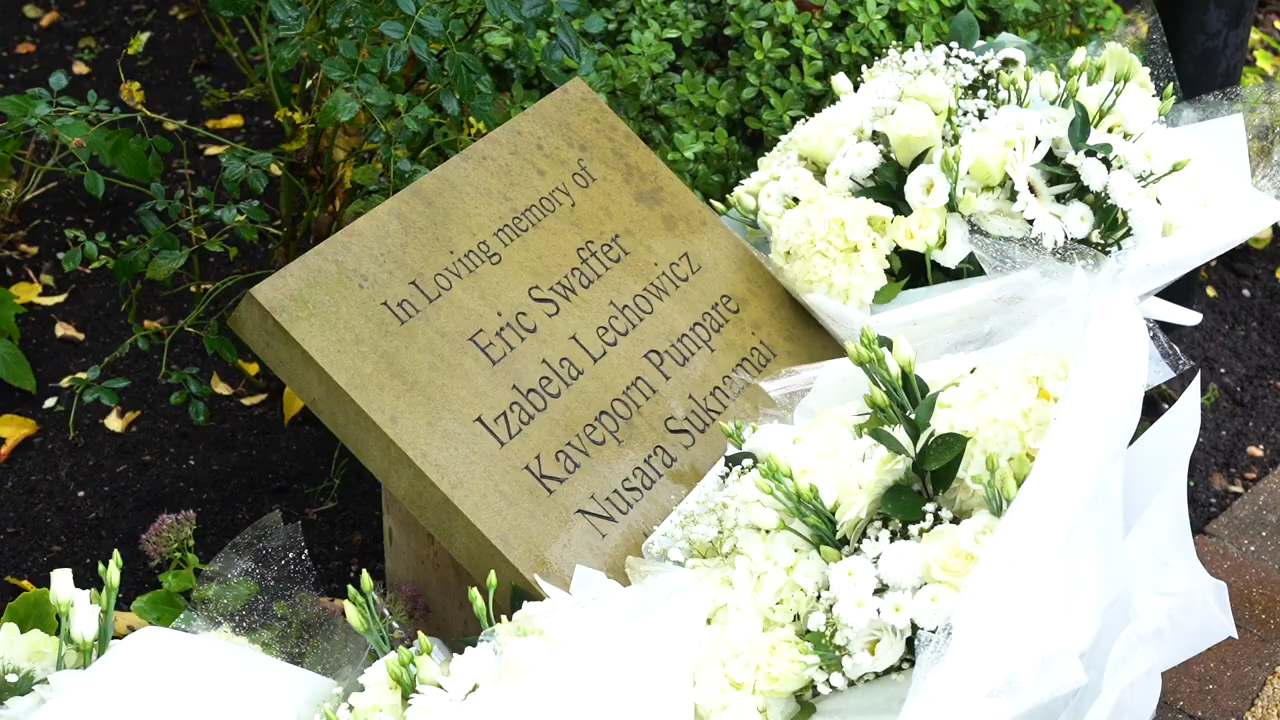 In Loving memory of
Eric Swaffer
Izabela Lechowicz
Kaveporn Punpare
Nusara Suknamai